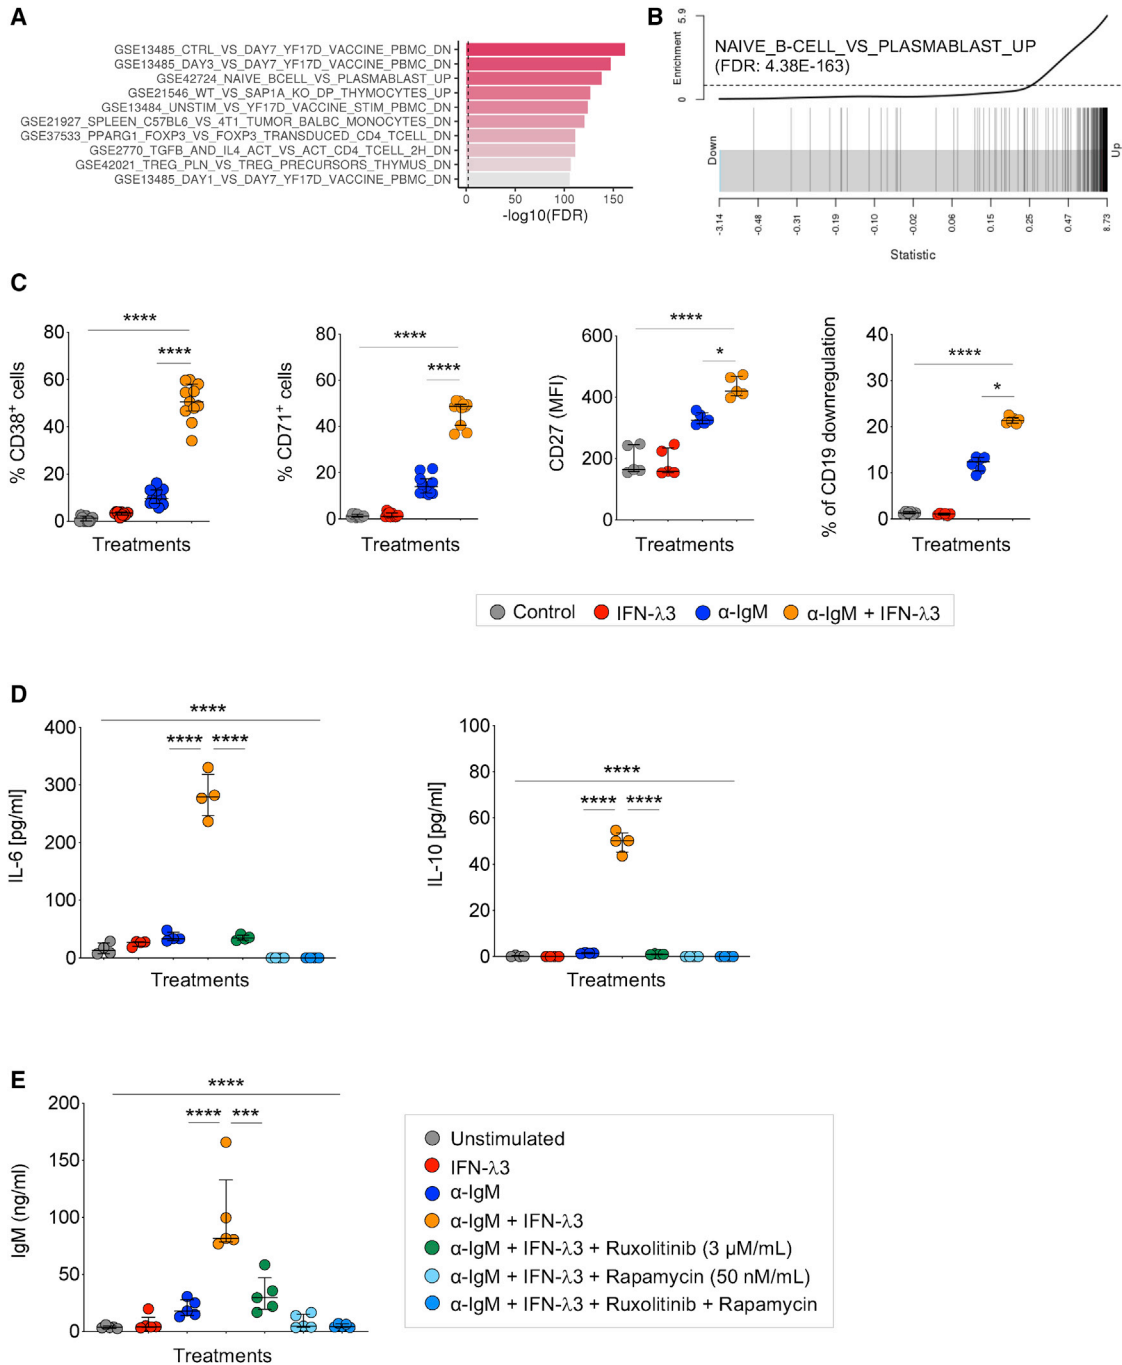 A
GSE13485_CTRL_VS_DAY7_YF17D_VACCINE_PBMC_DN
GSE13485_DAY3_VS_DAY7_YF17D_VACCINE_PBMC_DN
GSE42724_NAIVE_BCELL_VS_PLASMABLAST_UP
GSE21546_WT_VS_SAP1A_KO_DP_THYMOCYTES_UP
GSE13484_UNSTIM_VS_YF17D_VACCINE_STIM_PBMC_DN
GSE21927_SPLEEN_C57BL6_VS_4T1_TUMOR_BALBC_MONOCYTES_DN
GSE37533_PPARG1_FOXP3_VS_FOXP3_TRANSDUCED_CD4_TCELL_DN
GSE2770_TGFB_AND_IL4_ACT_VS_ACT_CD4_TCELL_2H_DN
GSE42021_TREG_PLN_VS_TREG_PRECURSORS_THYMUS_DN
GSE13485_DAY1_VS_DAY7_YF17D_VACCINE_PBMC_DN
0 50 100 150
-log10(FDR)
B
5.9
0
Enrichment
NAIVE_B-CELL_VS_PLASMABLAST_UP
(FDR: 4.38E-163)
Down
Up
-3.14 -0.48 -0.31 -0.19 -0.10 -0.02 0.06 0.15 0.25 0.47 8.73
Statistic
C
% CD38+ cells
80
60
40
20
0
****
****
Treatments
% CD71+ cells
80
60
40
20
0
****
****
Treatments
CD27 (MFI)
600
400
200
0
****
*
Treatments
% of CD19 downregulation
40
30
20
10
0
****
*
Treatments
Control IFN-λ3 α-IgM α-IgM + IFN-λ3
D
IL-6 [pg/ml]
400
300
200
100
0
****
**** ****
Treatments
IL-10 [pg/ml]
100
80
60
40
20
0
****
**** ****
Treatments
E
IgM (ng/ml)
200
150
100
50
0
****
**** ***
Treatments
Unstimulated
IFN-λ3
α-IgM
α-IgM + IFN-λ3
α-IgM + IFN-λ3 + Ruxolitinib (3 µM/mL)
α-IgM + IFN-λ3 + Rapamycin (50 nM/mL)
α-IgM + IFN-λ3 + Ruxolitinib + Rapamycin